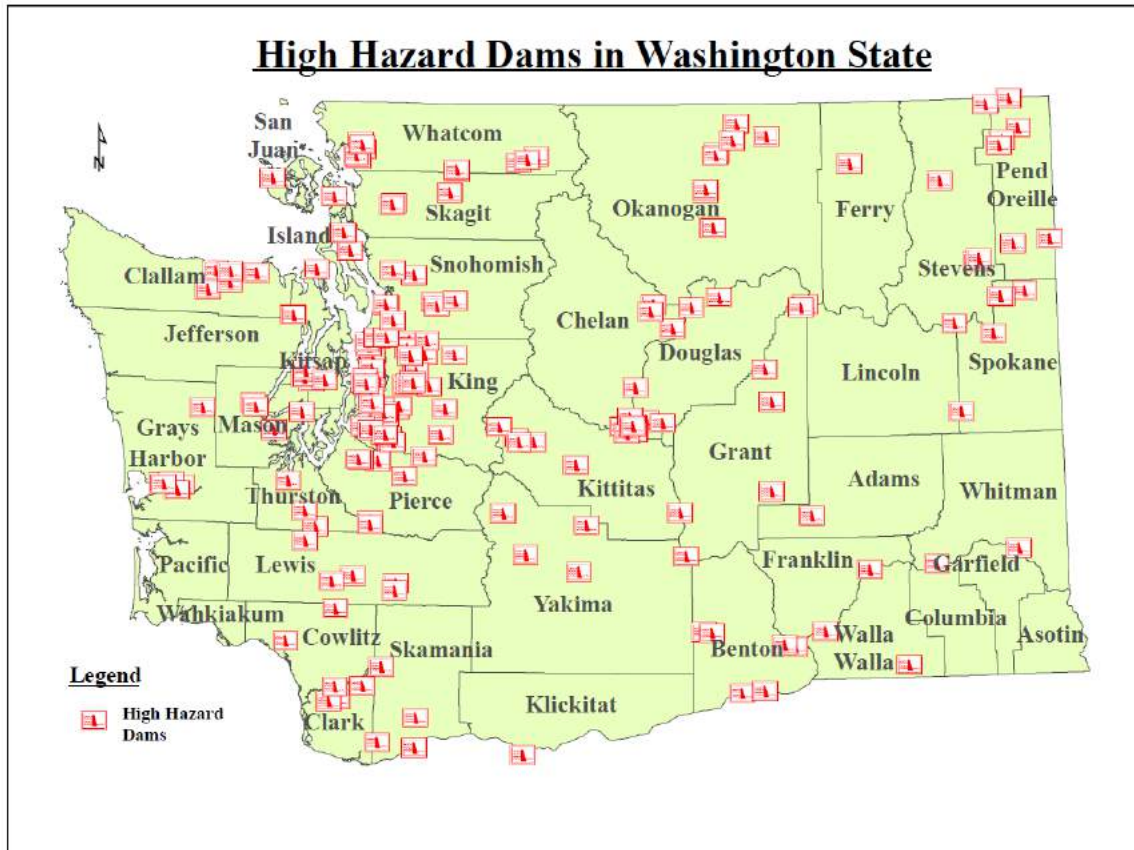 High Hazard Dams in Washington State
N
San
Juan
Whatcom
Skagit
Island
Okanogan
Ferry
Pend
Oreille
Stevens
Clallam
Snohomish
Jefferson
Chelan
Douglas
Kitsap
King
Lincoln
Spokane
Grays
Harbor
Mason
Grant
Thurston
Pierce
Kittitas
Adams
Whitman
Pacific
Lewis
Yakima
Franklin
Garfield
Wahkiakum
Cowlitz
Skamania
Benton
Walla
Walla
Columbia
Asotin
Klickitat
Clark
Legend
High Hazard
Dams